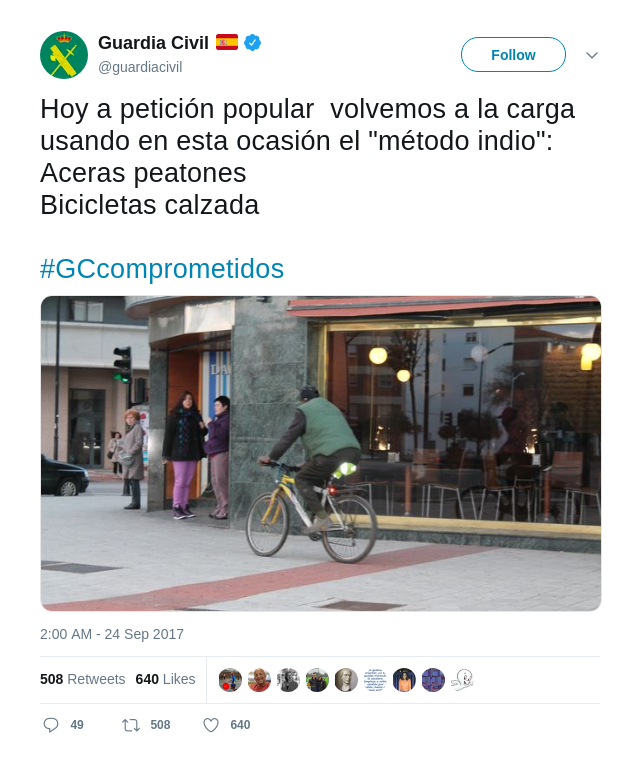 Guardia Civil
@guardiacivil
Follow
Hoy a petición popular  volvemos a la carga
usando en esta ocasión el "método indio":
Aceras peatones
Bicicletas calzada
#GCcomprometidos
2:00 AM - 24 Sep 2017
508 Retweets 640 Likes
49 508 640